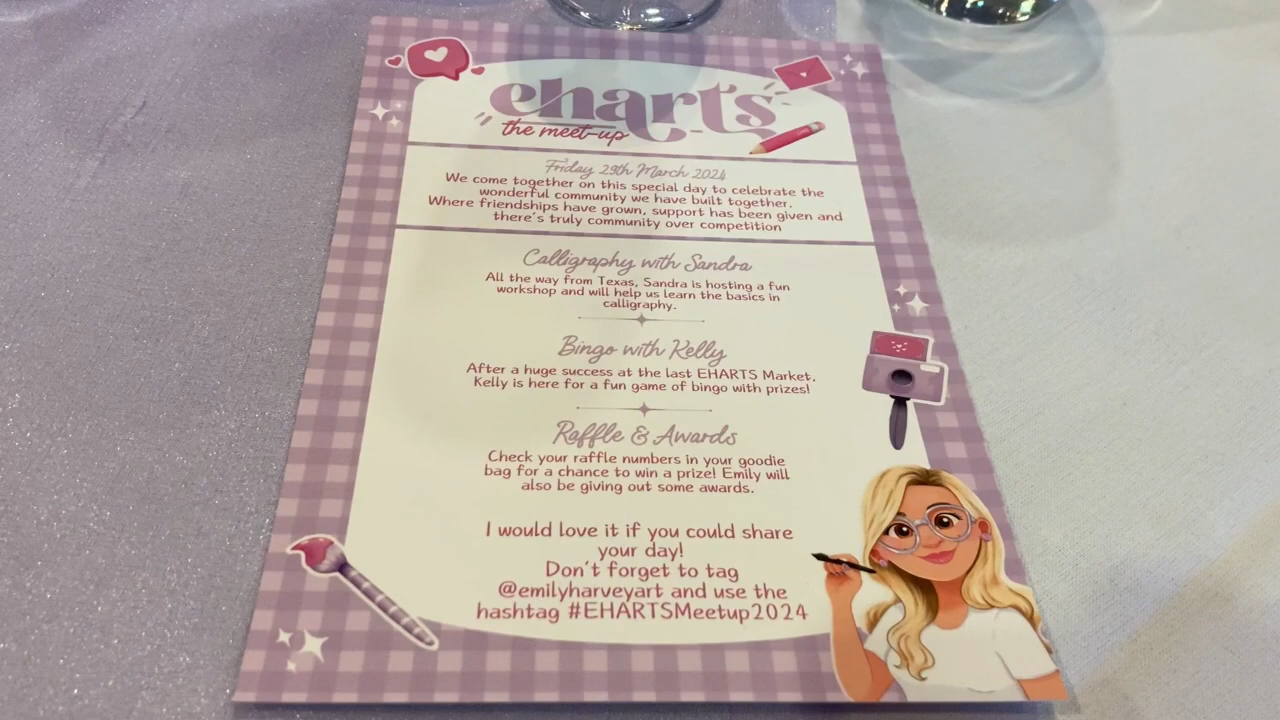 eharts
the meet-up
Friday 29th March 2024
We come together on this special day to celebrate the
wonderful community we have built together.
Where friendships have grown, support has been given and
there's truly community over competition
Calligraphy with Sandra
All the way from Texas, Sandra is hosting a fun
workshop and will help us learn the basics in
calligraphy.
Bingo with Kelly
After a huge success at the last EHARTS Market,
Kelly is here for a fun game of bingo with prizes!
Raffle & Awards
Check your raffle numbers in your goodie
bag for a chance to win a prize! Emily will
also be giving out some awards.
I would love it if you could share
your day!
Don't forget to tag
@emilyharveyart and use the
hashtag #EHARTSMeetup2024